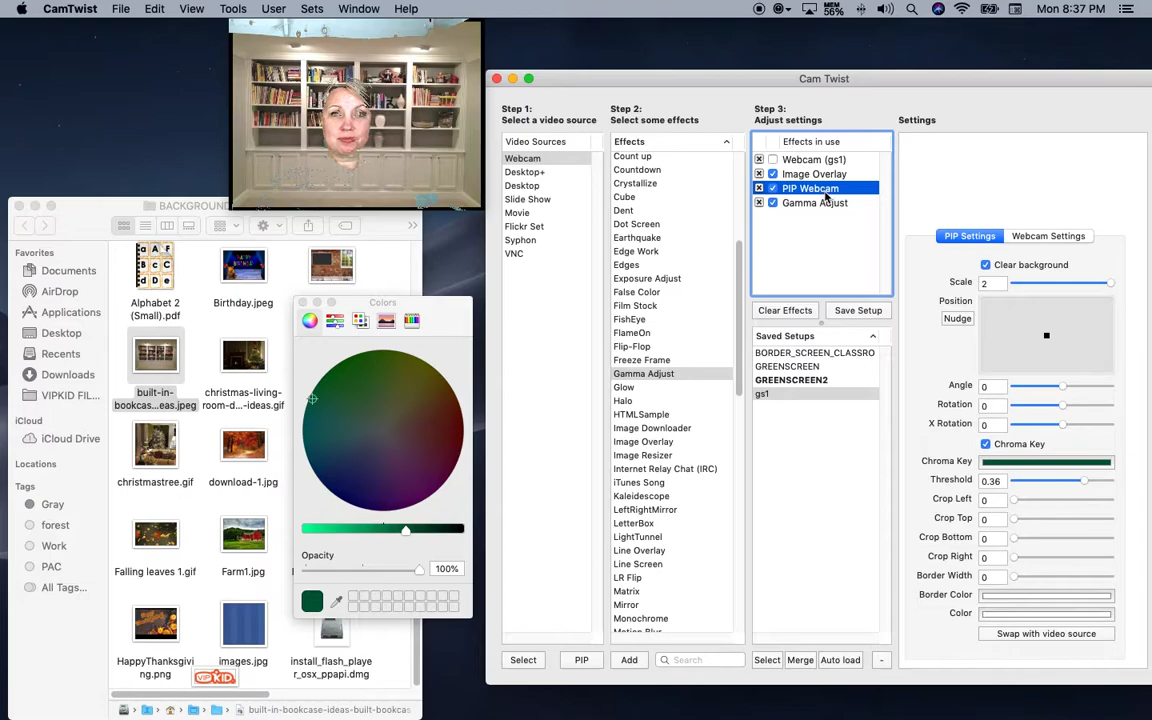 CamTwist File Edit View Tools User Sets Window Help MEM 56% Mon 8:37 PM
Cam Twist
Step 1:
Select a video source
Video Sources
Webcam
Desktop+
Desktop
Slide Show
Movie
Flickr Set
Syphon
VNC
Select PIP
Step 2:
Select some effects
Effects
Count up
Countdown
Crystallize
Cube
Dent
Dot Screen
Earthquake
Edge Work
Edges
Exposure Adjust
False Color
Film Stock
FishEye
FlameOn
Flip-Flop
Freeze Frame
Gamma Adjust
Glow
Halo
HTMLSample
Image Downloader
Image Overlay
Image Resizer
Internet Relay Chat (IRC)
iTunes Song
Kaleidescope
LeftRightMirror
LetterBox
LightTunnel
Line Overlay
Line Screen
LR Flip
Matrix
Mirror
Monochrome
Motion Blur
Add Search
Step 3:
Adjust settings
Effects in use
Webcam (gs1)
Image Overlay
PIP Webcam
Gamma Adjust
Clear Effects Save Setup
Saved Setups
BORDER_SCREEN_CLASSRO
GREENSCREEN
GREENSCREEN2
gs1
Select Merge Auto load -
Settings
PIP Settings Webcam Settings
Clear background
Scale 2
Position
Nudge
Angle 0
Rotation 0
X Rotation 0
Chroma Key
Chroma Key
Threshold 0.36
Crop Left 0
Crop Top 0
Crop Bottom 0
Crop Right 0
Border Width 0
Border Color
Color
Swap with video source
BACKGROUN
Favorites
Documents
AirDrop
Applications
Desktop
Recents
Downloads
VIPKID FIL...
iCloud
iCloud Drive
Locations
Tags
Gray
forest
Work
PAC
All Tags...
Alphabet 2
(Small).pdf
Birthday.jpeg
built-in-
bookcas...eas.jpeg
christmas-living-
room-d...-ideas.gif
christmastree.gif
download-1.jpg
Falling leaves 1.gif
Farm1.jpg
HappyThanksgivi
ng.png
images.jpg
install_flash_playe
r_osx_ppapi.dmg
VIPKID
built-in-bookcase-ideas-built-bookcas
Colors
Opacity
100%